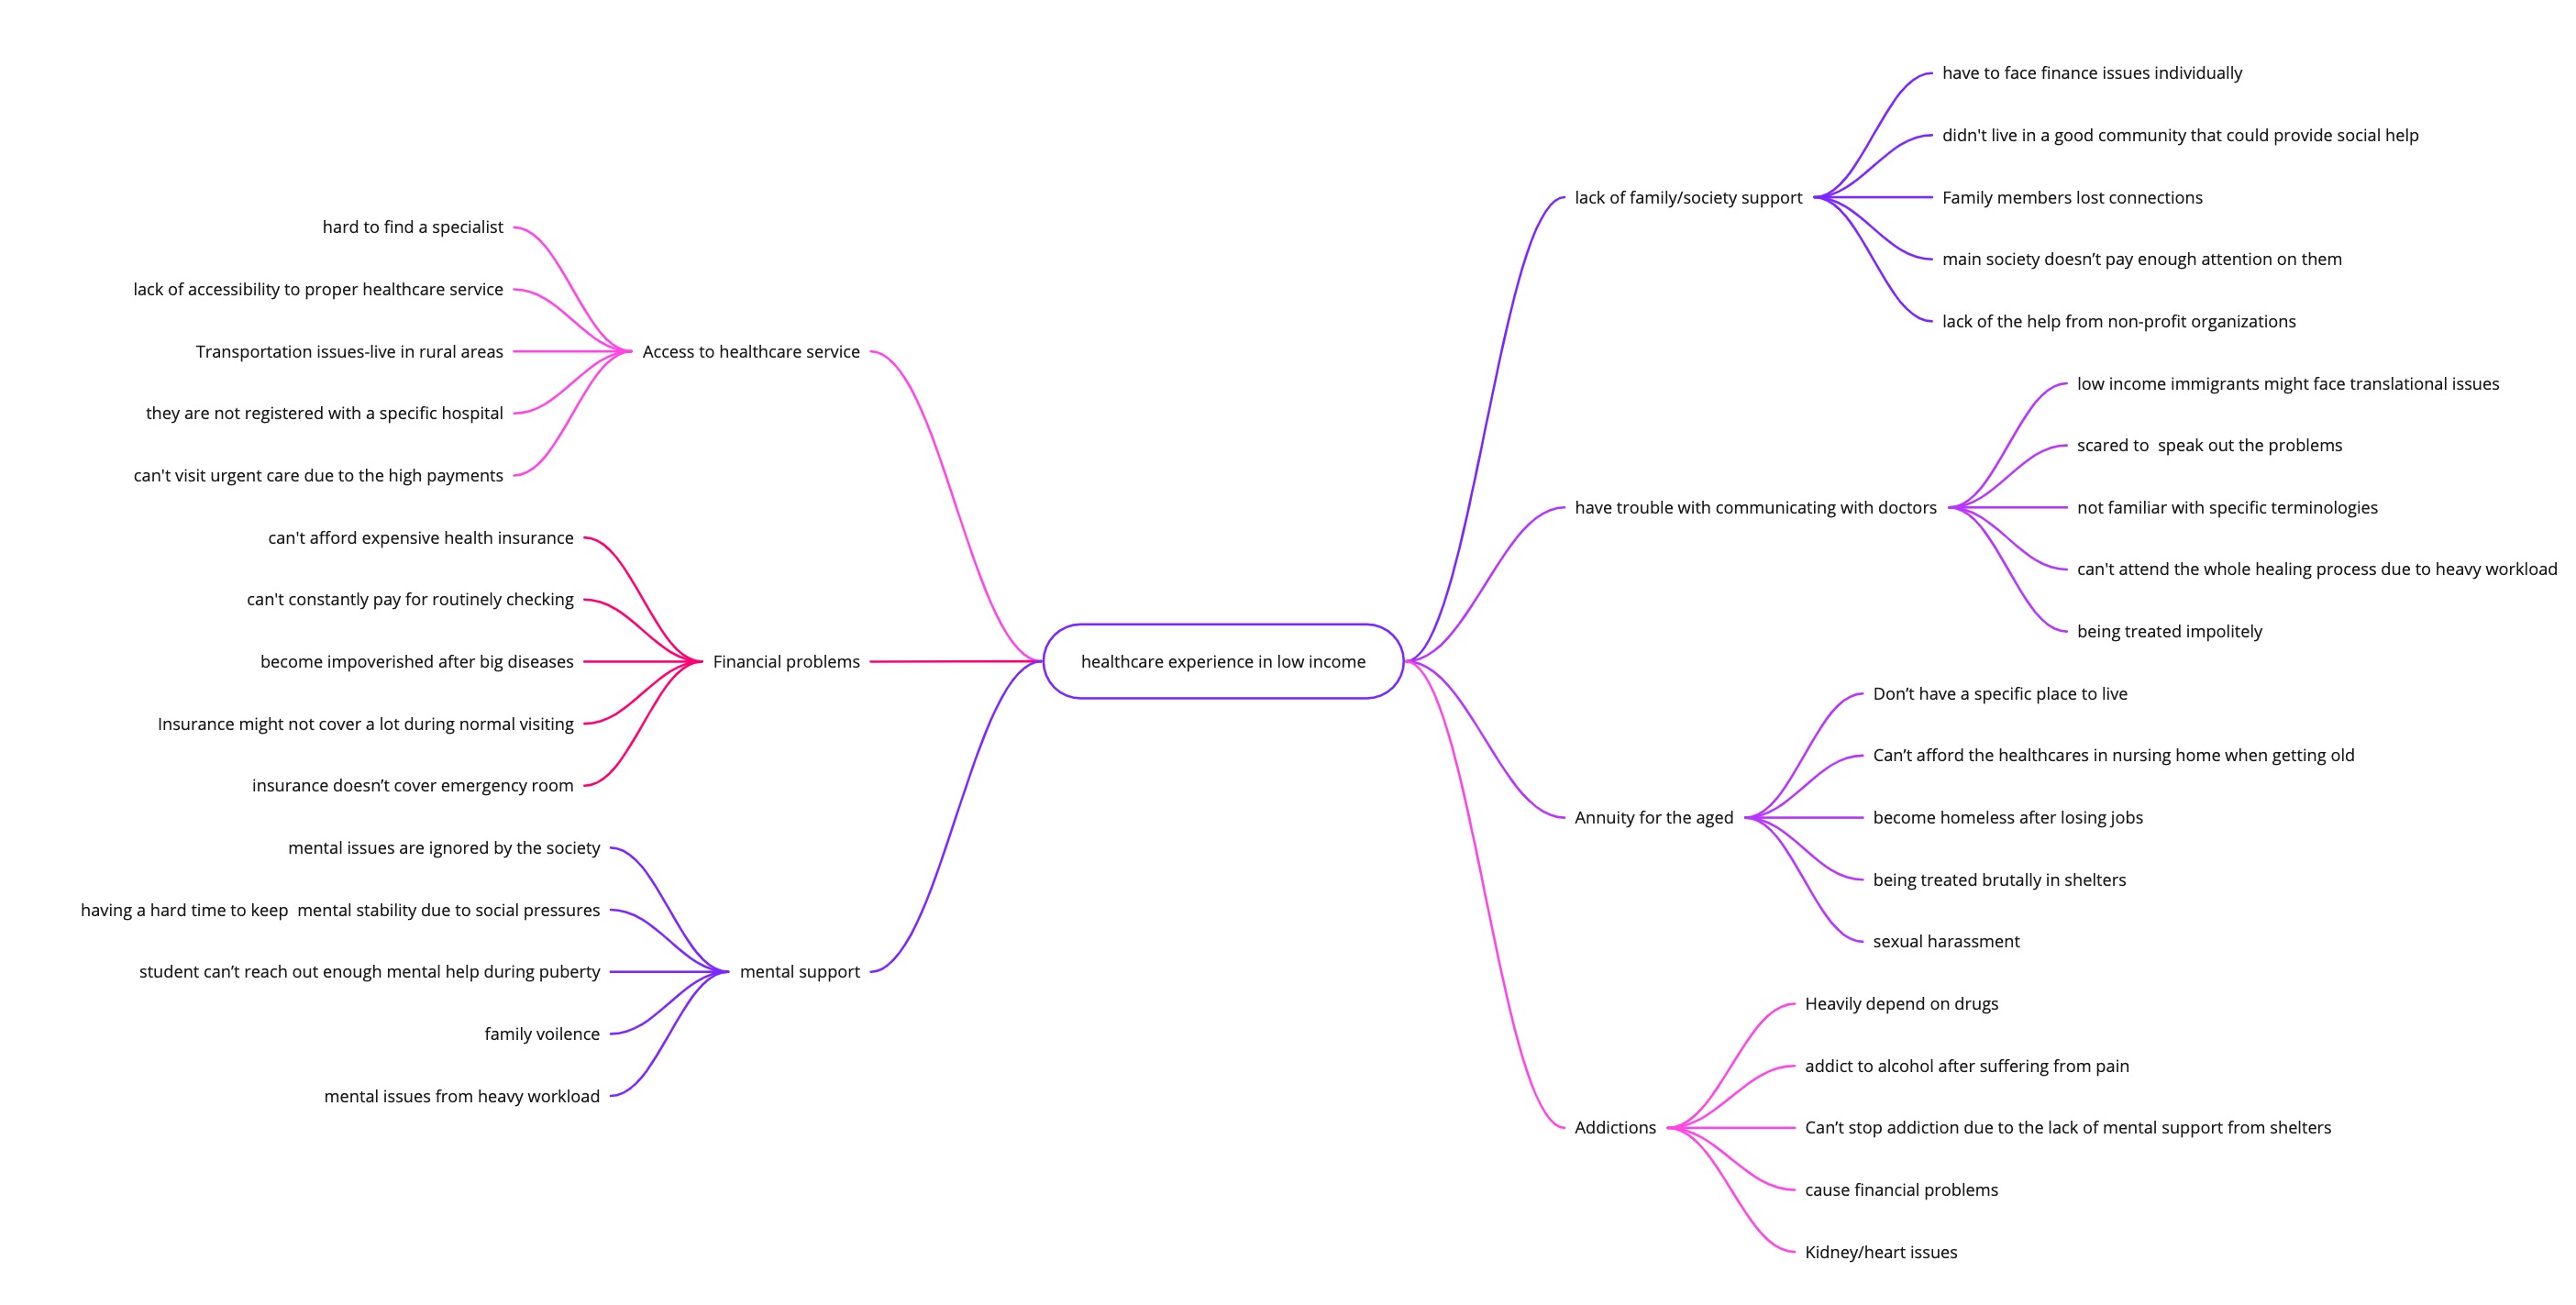 healthcare experience in low income
Access to healthcare service
hard to find a specialist
lack of accessibility to proper healthcare service
Transportation issues-live in rural areas
they are not registered with a specific hospital
can't visit urgent care due to the high payments
Financial problems
can't afford expensive health insurance
can't constantly pay for routinely checking
become impoverished after big diseases
Insurance might not cover a lot during normal visiting
insurance doesn’t cover emergency room
mental support
mental issues are ignored by the society
having a hard time to keep  mental stability due to social pressures
student can’t reach out enough mental help during puberty
family voilence
mental issues from heavy workload
lack of family/society support
have to face finance issues individually
didn't live in a good community that could provide social help
Family members lost connections
main society doesn’t pay enough attention on them
lack of the help from non-profit organizations
have trouble with communicating with doctors
low income immigrants might face translational issues
scared to  speak out the problems
not familiar with specific terminologies
can't attend the whole healing process due to heavy workload
being treated impolitely
Annuity for the aged
Don’t have a specific place to live
Can’t afford the healthcares in nursing home when getting old
become homeless after losing jobs
being treated brutally in shelters
sexual harassment
Addictions
Heavily depend on drugs
addict to alcohol after suffering from pain
Can’t stop addiction due to the lack of mental support from shelters
cause financial problems
Kidney/heart issues